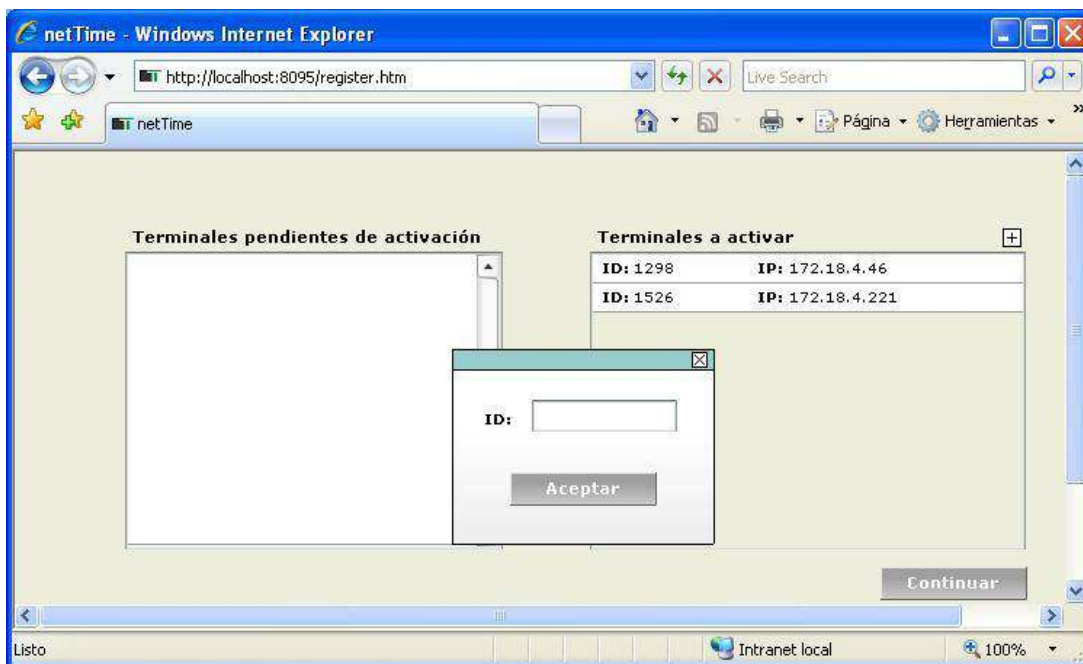 netTime - Windows Internet Explorer
http://localhost:8095/register.htm
Live Search
netTime
Página
Herramientas
Terminales pendientes de activación
Terminales a activar
ID: 1298 IP: 172.18.4.46
ID: 1526 IP: 172.18.4.221
ID:
Aceptar
Continuar
Listo
Intranet local
100%